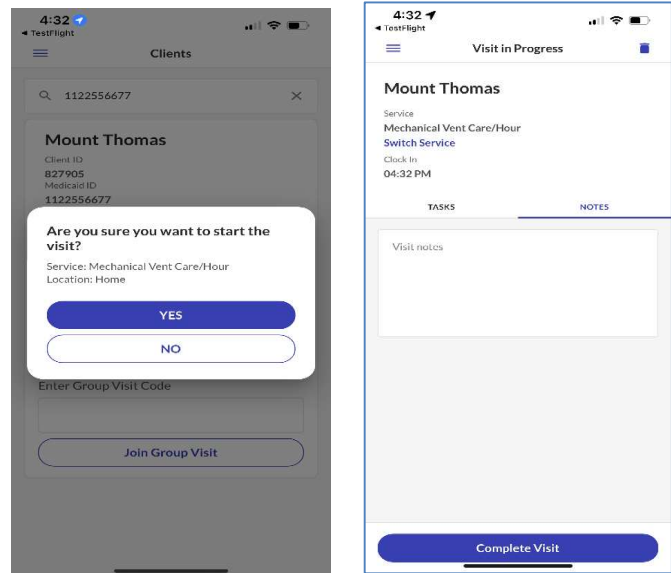 4:32
◄ TestFlight
Clients
1122556677
Mount Thomas
Client ID
827905
Medicaid ID
1122556677
Are you sure you want to start the
visit?
Service: Mechanical Vent Care/Hour
Location: Home
YES
NO
Enter Group Visit Code
Join Group Visit
4:32
◄ TestFlight
Visit in Progress
Mount Thomas
Service
Mechanical Vent Care/Hour
Switch Service
Clock In
04:32 PM
TASKS NOTES
Visit notes
Complete Visit